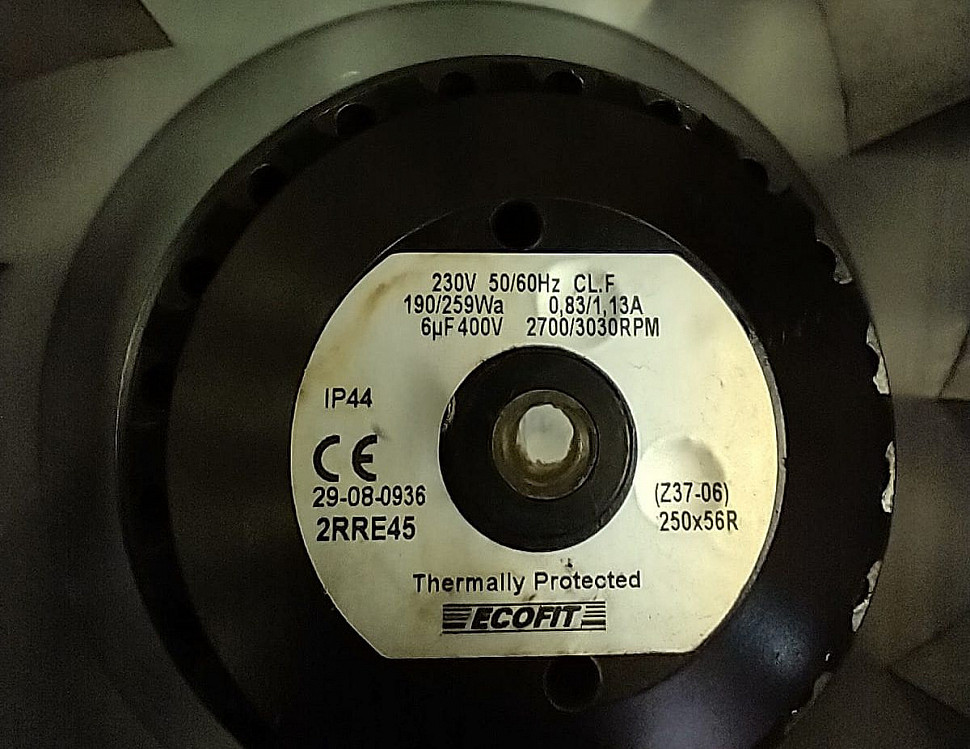 230V 50/60Hz CL.F
190/259Wa 0,83/1,13A
6µF 400V 2700/3030RPM
IP44
CE
29-08-0936
2RRE45
(Z37-06)
250x56R
Thermally Protected
ECOFIT